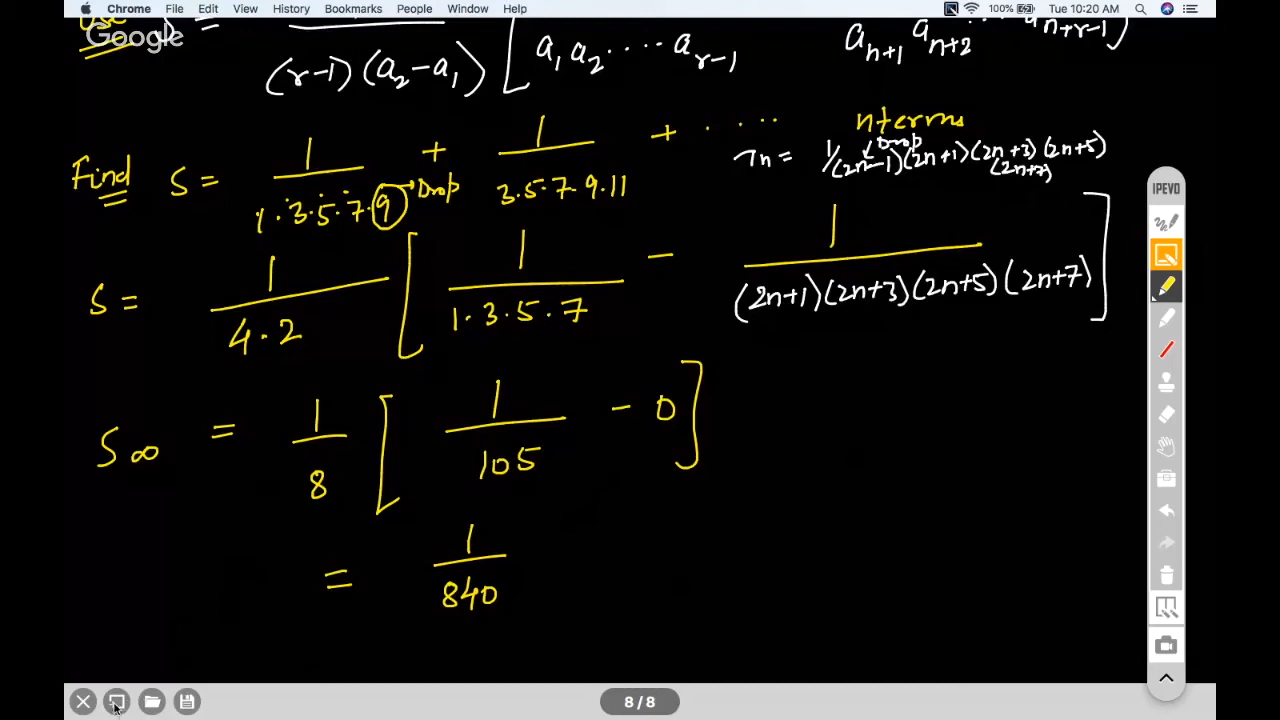 Chrome File Edit View History Bookmarks People Window Help 100% Tue 10:20 AM
Google
(r-1)(a₂-a₁) [ a₁ a₂ ..... a r-1 a n+1 a n+2 .... a n+r-1 ]
Find S = 1/(1·3·5·7·9) → Drop + 1/(3·5·7·9·11) + ..... n terms
Tn = 1/(2n-1)(2n+1)(2n+3)(2n+5)(2n+7) Drop
IPEVO
S = 1/(4·2) [ 1/(1·3·5·7) - 1/((2n+1)(2n+3)(2n+5)(2n+7)) ]
S∞ = 1/8 [ 1/105 - 0 ]
= 1/840
8 / 8